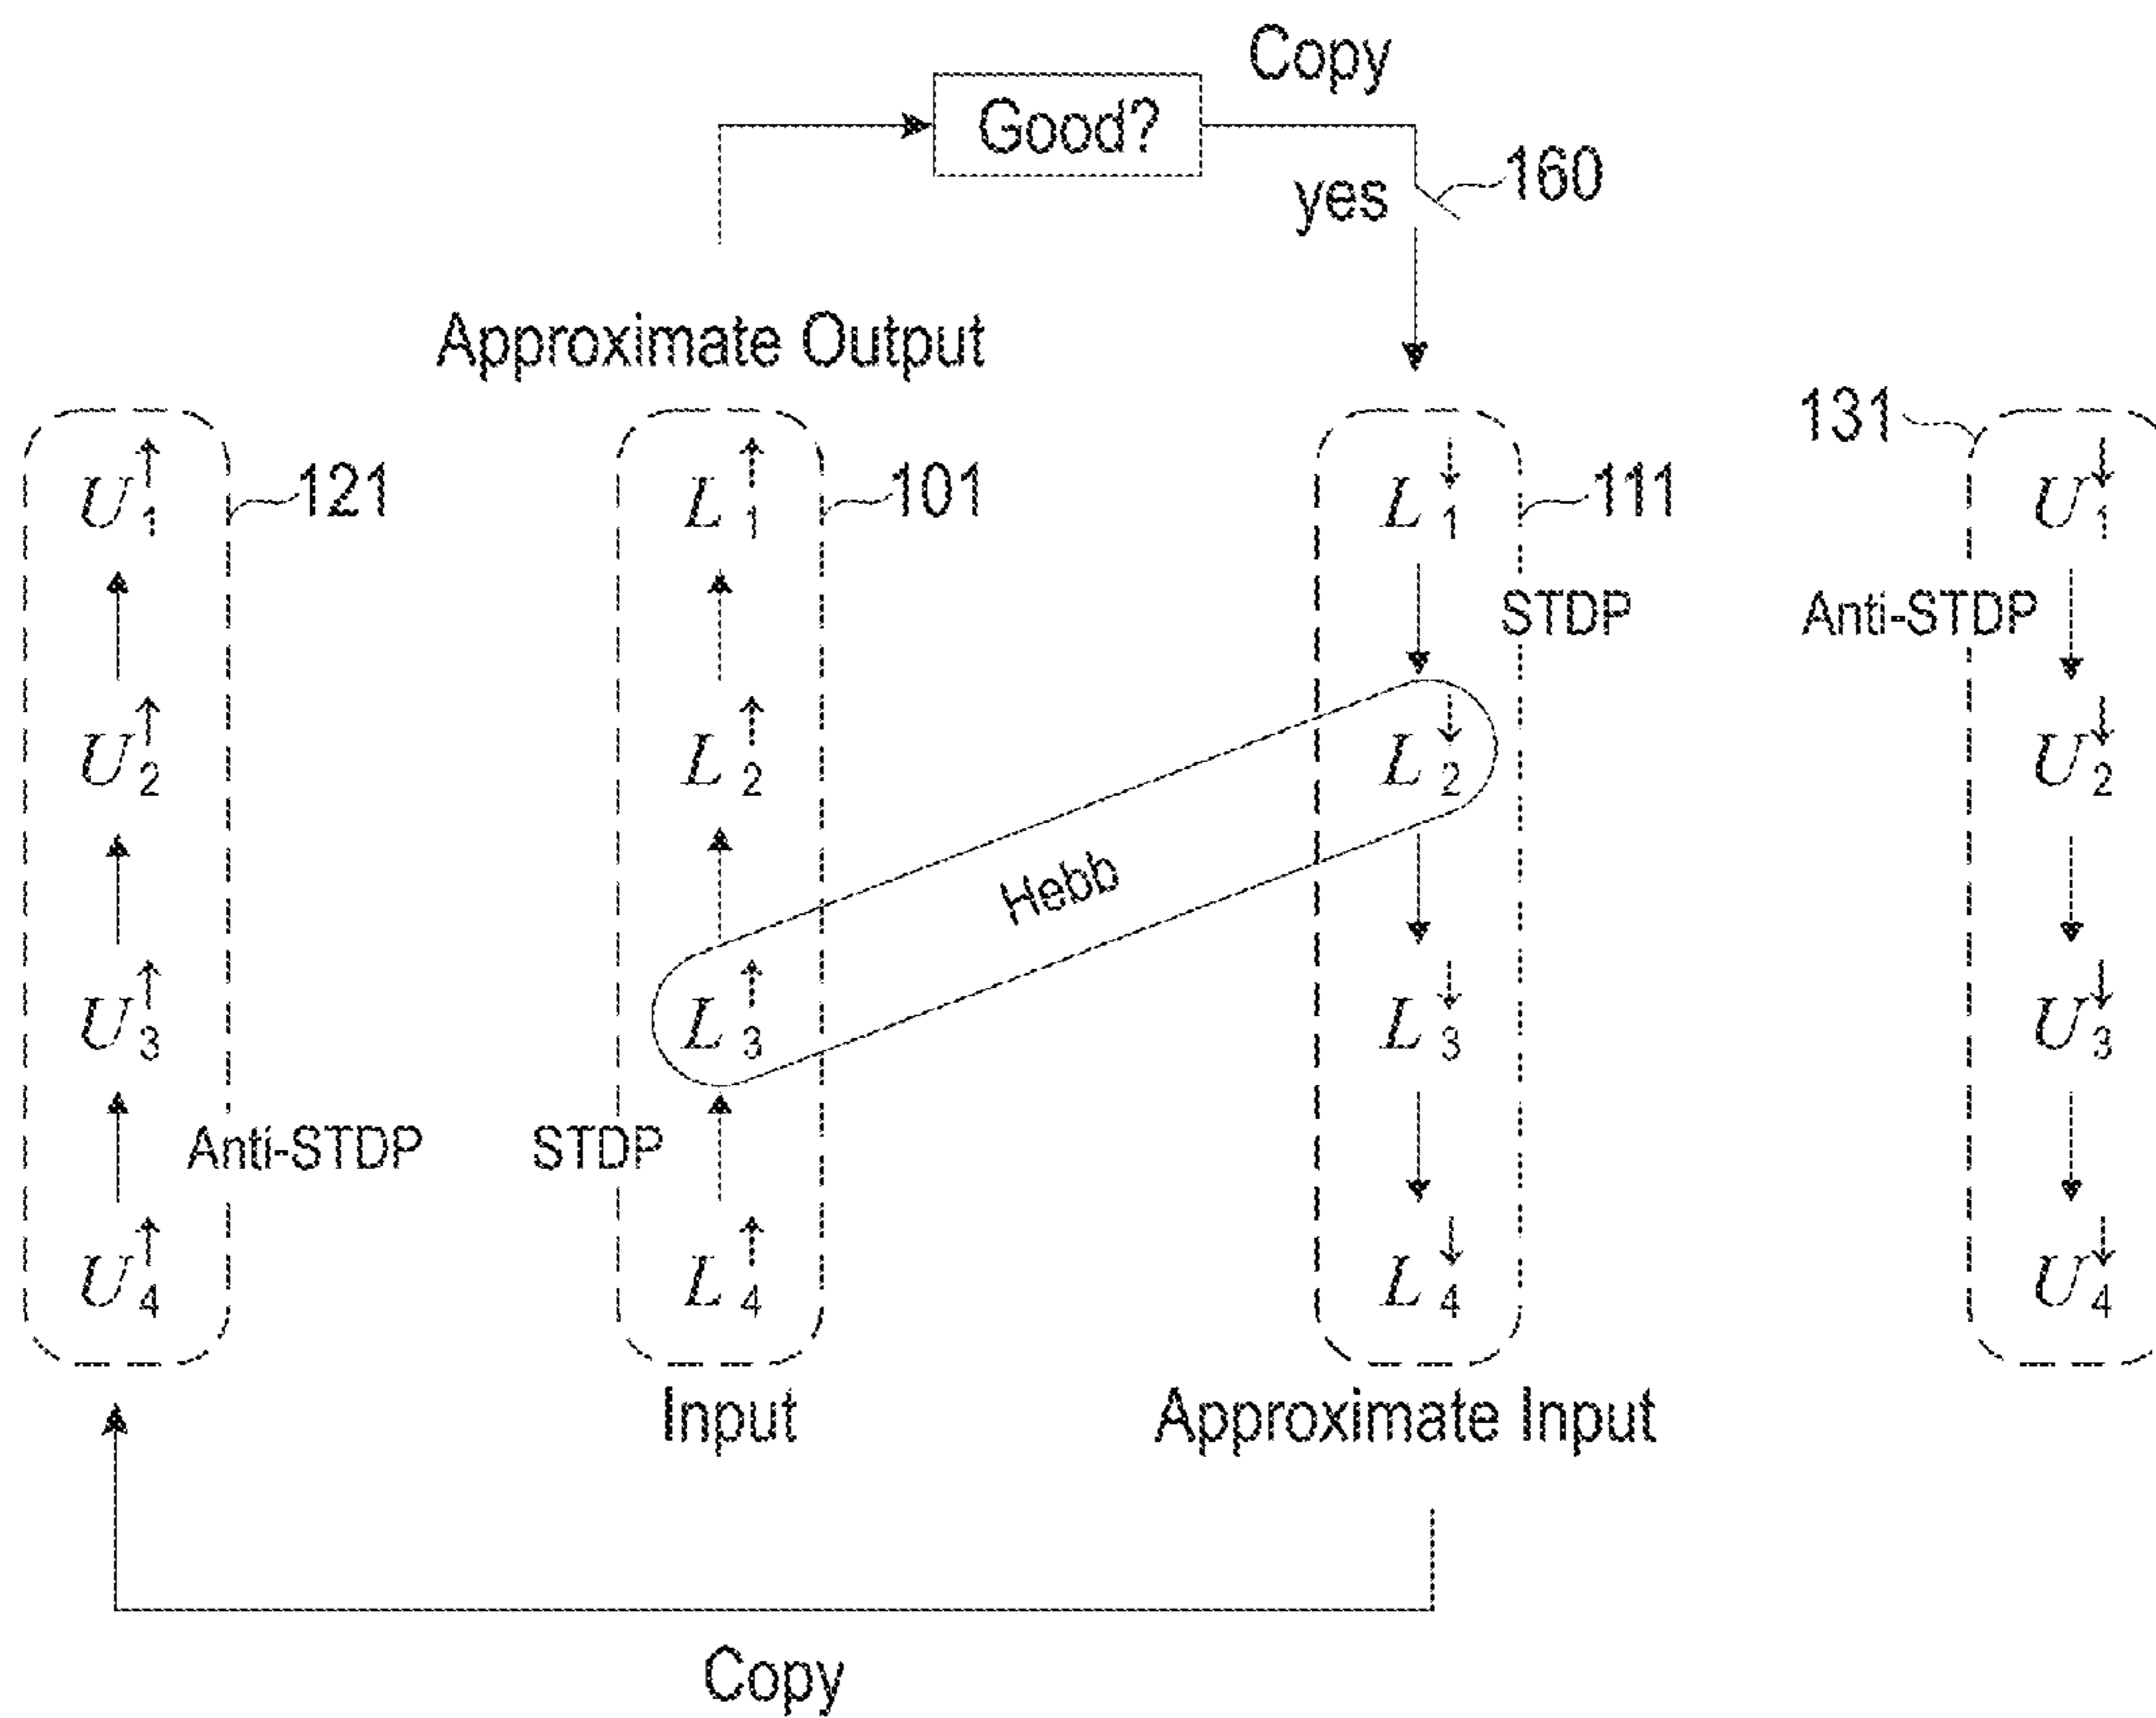 Copy
Good?
yes
160
Approximate Output
131
U↑1
121
L↑1
101
L↓1
111
U↓1
STDP
Anti-STDP
U↑2
L↑2
L↓2
U↓2
Hebb
U↑3
L↑3
L↓3
U↓3
Anti-STDP
STDP
U↑4
L↑4
L↓4
U↓4
Input
Approximate Input
Copy